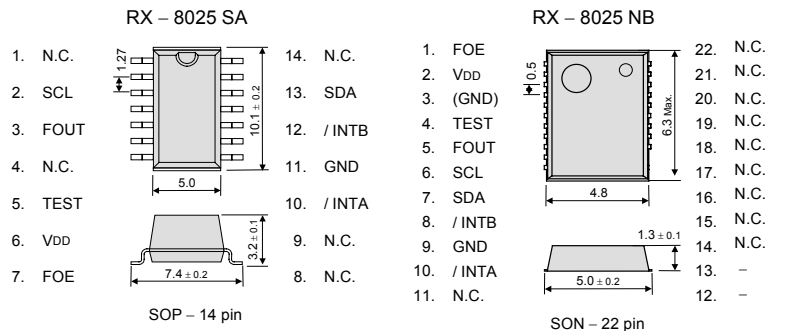 RX – 8025 SA
1. N.C.
2. SCL
3. FOUT
4. N.C.
5. TEST
6. VDD
7. FOE
14. N.C.
13. SDA
12. / INTB
11. GND
10. / INTA
9. N.C.
8. N.C.
1.27
10.1 ± 0.2
5.0
3.2 ± 0.1
7.4 ± 0.2
SOP – 14 pin
RX – 8025 NB
1. FOE
2. VDD
3. (GND)
4. TEST
5. FOUT
6. SCL
7. SDA
8. / INTB
9. GND
10. / INTA
11. N.C.
22. N.C.
21. N.C.
20. N.C.
19. N.C.
18. N.C.
17. N.C.
16. N.C.
15. N.C.
14. N.C.
13. –
12. –
0.5
6.3 Max.
4.8
1.3 ± 0.1
5.0 ± 0.2
SON – 22 pin